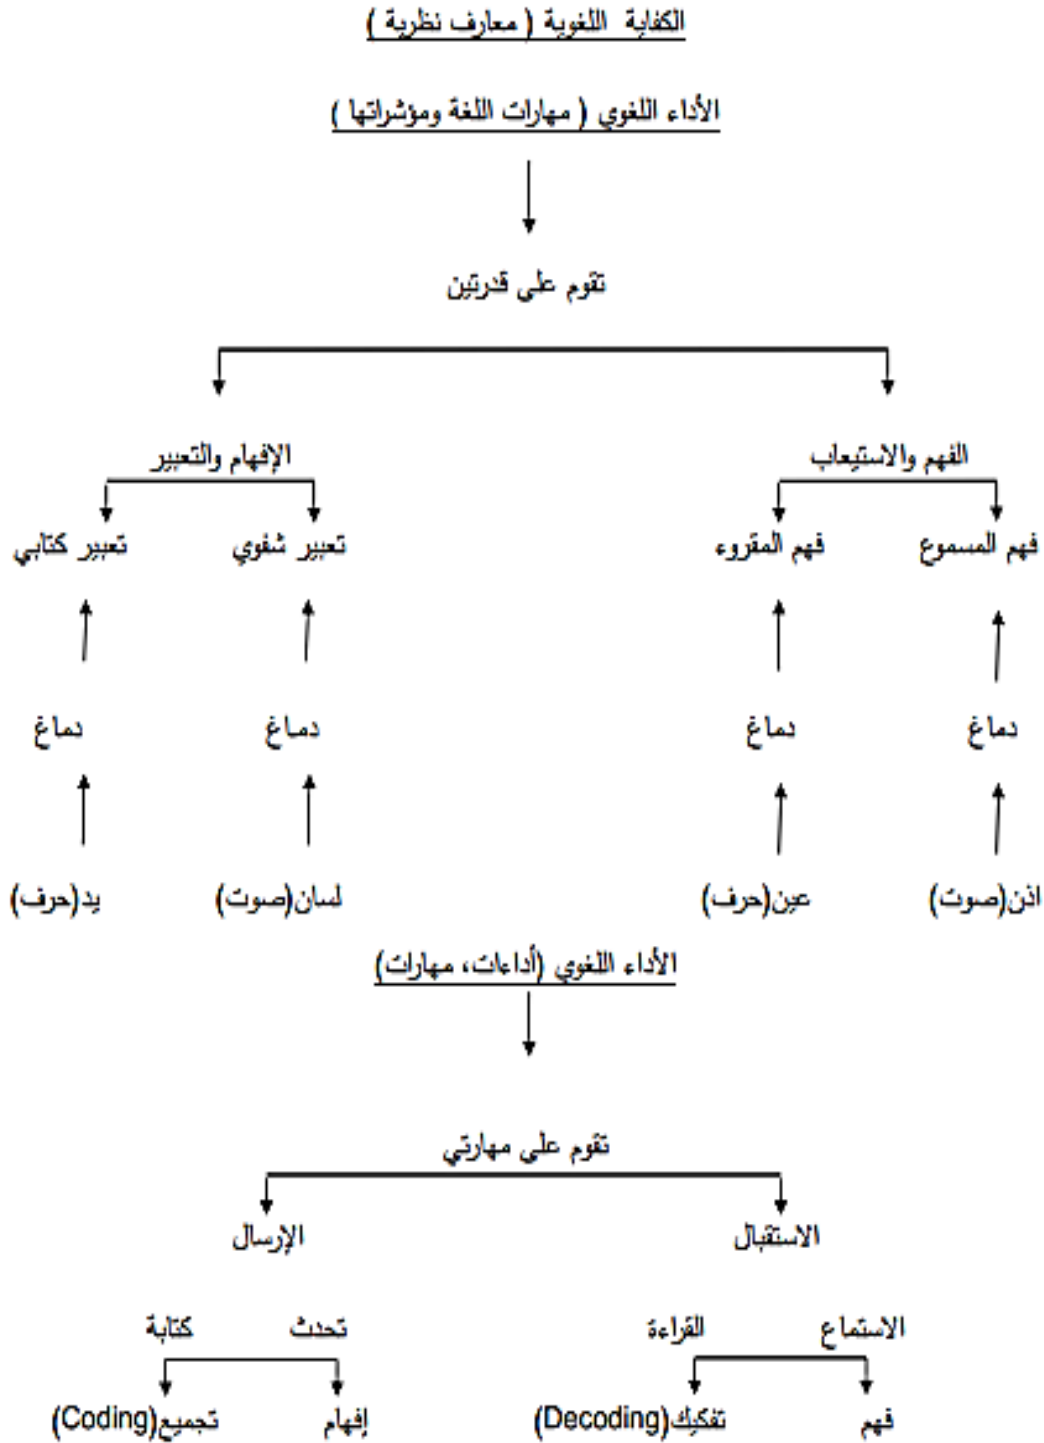 الكفاية اللغوية ( معارف نظرية )
الأداء اللغوي ( مهارات اللغة ومؤشراتها )
تقوم على قدرتين
الفهم والاستيعاب الإفهام والتعبير
فهم المسموع فهم المقروء تعبير شفوي تعبير كتابي
دماغ دماغ دماغ دماغ
اذن(صوت) عين(حرف) لسان(صوت) يد(حرف)
الأداء اللغوي (أداءات، مهارات)
تقوم على مهارتي
الاستقبال الإرسال
الاستماع القراءة تحدث كتابة
فهم تفكيك(Decoding) إفهام تجميع(Coding)